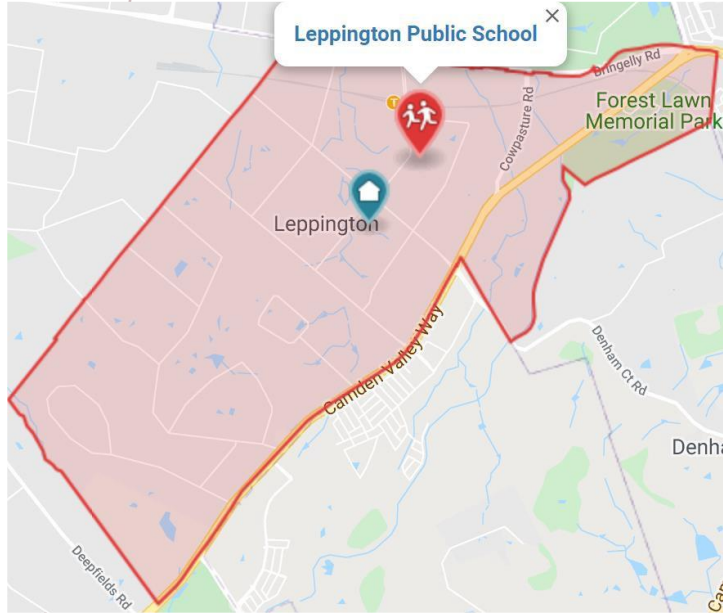 Leppington Public School
Bringelly Rd
T
Forest Lawn
Memorial Park
Cowpasture Rd
Leppington
Camden Valley Way
Denham Ct Rd
Deepfields Rd